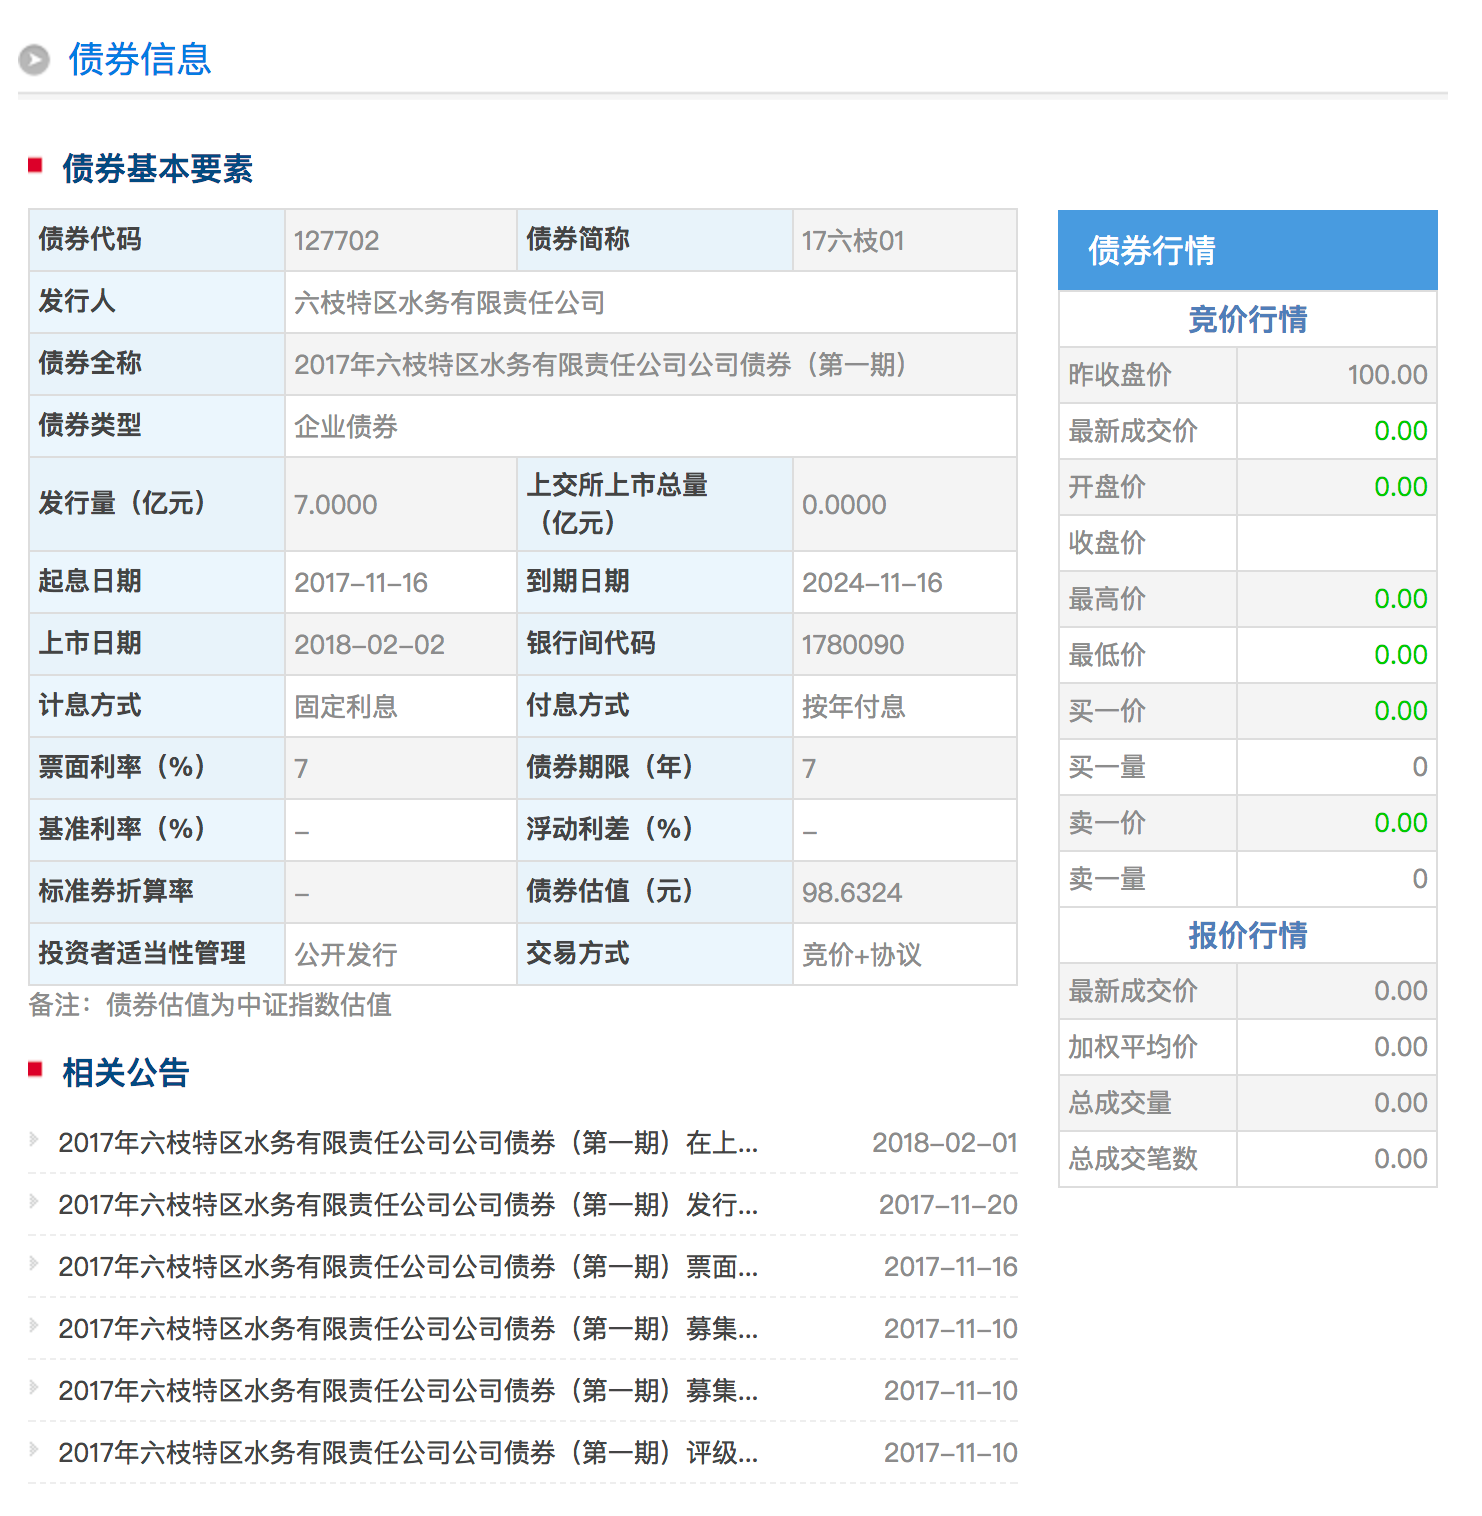 债券信息
债券基本要素
债券代码 127702 债券简称 17六枝01
发行人 六枝特区水务有限责任公司
债券全称 2017年六枝特区水务有限责任公司公司债券（第一期）
债券类型 企业债券
发行量（亿元） 7.0000 上交所上市总量
（亿元） 0.0000
起息日期 2017-11-16 到期日期 2024-11-16
上市日期 2018-02-02 银行间代码 1780090
计息方式 固定利息 付息方式 按年付息
票面利率（%） 7 债券期限（年） 7
基准利率（%） – 浮动利差（%） –
标准券折算率 – 债券估值（元） 98.6324
投资者适当性管理 公开发行 交易方式 竞价+协议
备注：债券估值为中证指数估值
相关公告
2017年六枝特区水务有限责任公司公司债券（第一期）在上... 2018-02-01
2017年六枝特区水务有限责任公司公司债券（第一期）发行... 2017-11-20
2017年六枝特区水务有限责任公司公司债券（第一期）票面... 2017-11-16
2017年六枝特区水务有限责任公司公司债券（第一期）募集... 2017-11-10
2017年六枝特区水务有限责任公司公司债券（第一期）募集... 2017-11-10
2017年六枝特区水务有限责任公司公司债券（第一期）评级... 2017-11-10
债券行情
竞价行情
昨收盘价 100.00
最新成交价 0.00
开盘价 0.00
收盘价
最高价 0.00
最低价 0.00
买一价 0.00
买一量 0
卖一价 0.00
卖一量 0
报价行情
最新成交价 0.00
加权平均价 0.00
总成交量 0.00
总成交笔数 0.00